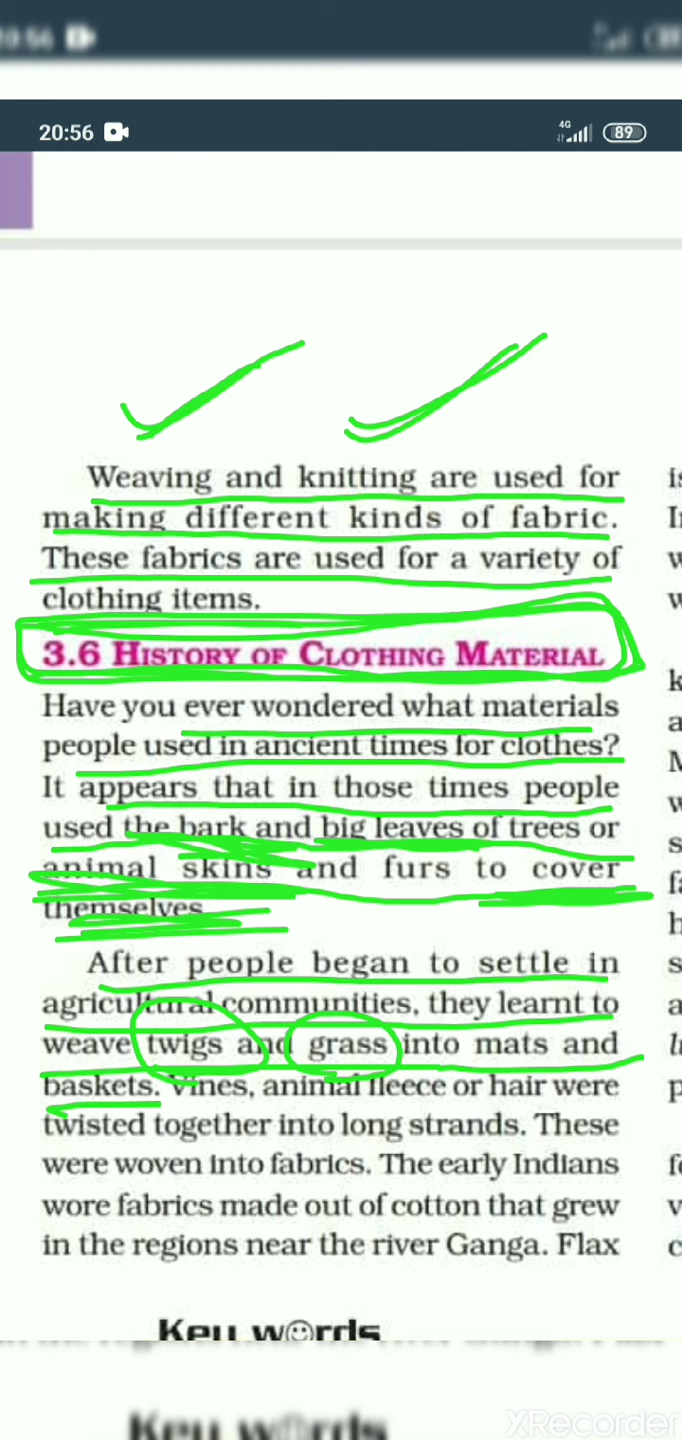 20:56
4G
89
Weaving and knitting are used for
making different kinds of fabric.
These fabrics are used for a variety of
clothing items.
3.6 HISTORY OF CLOTHING MATERIAL
Have you ever wondered what materials
people used in ancient times for clothes?
It appears that in those times people
used the bark and big leaves of trees or
animal skins and furs to cover
themselves.
After people began to settle in
agricultural communities, they learnt to
weave twigs and grass into mats and
baskets. Vines, animal fleece or hair were
twisted together into long strands. These
were woven into fabrics. The early Indians
wore fabrics made out of cotton that grew
in the regions near the river Ganga. Flax
Key words
Key words
XRecorder